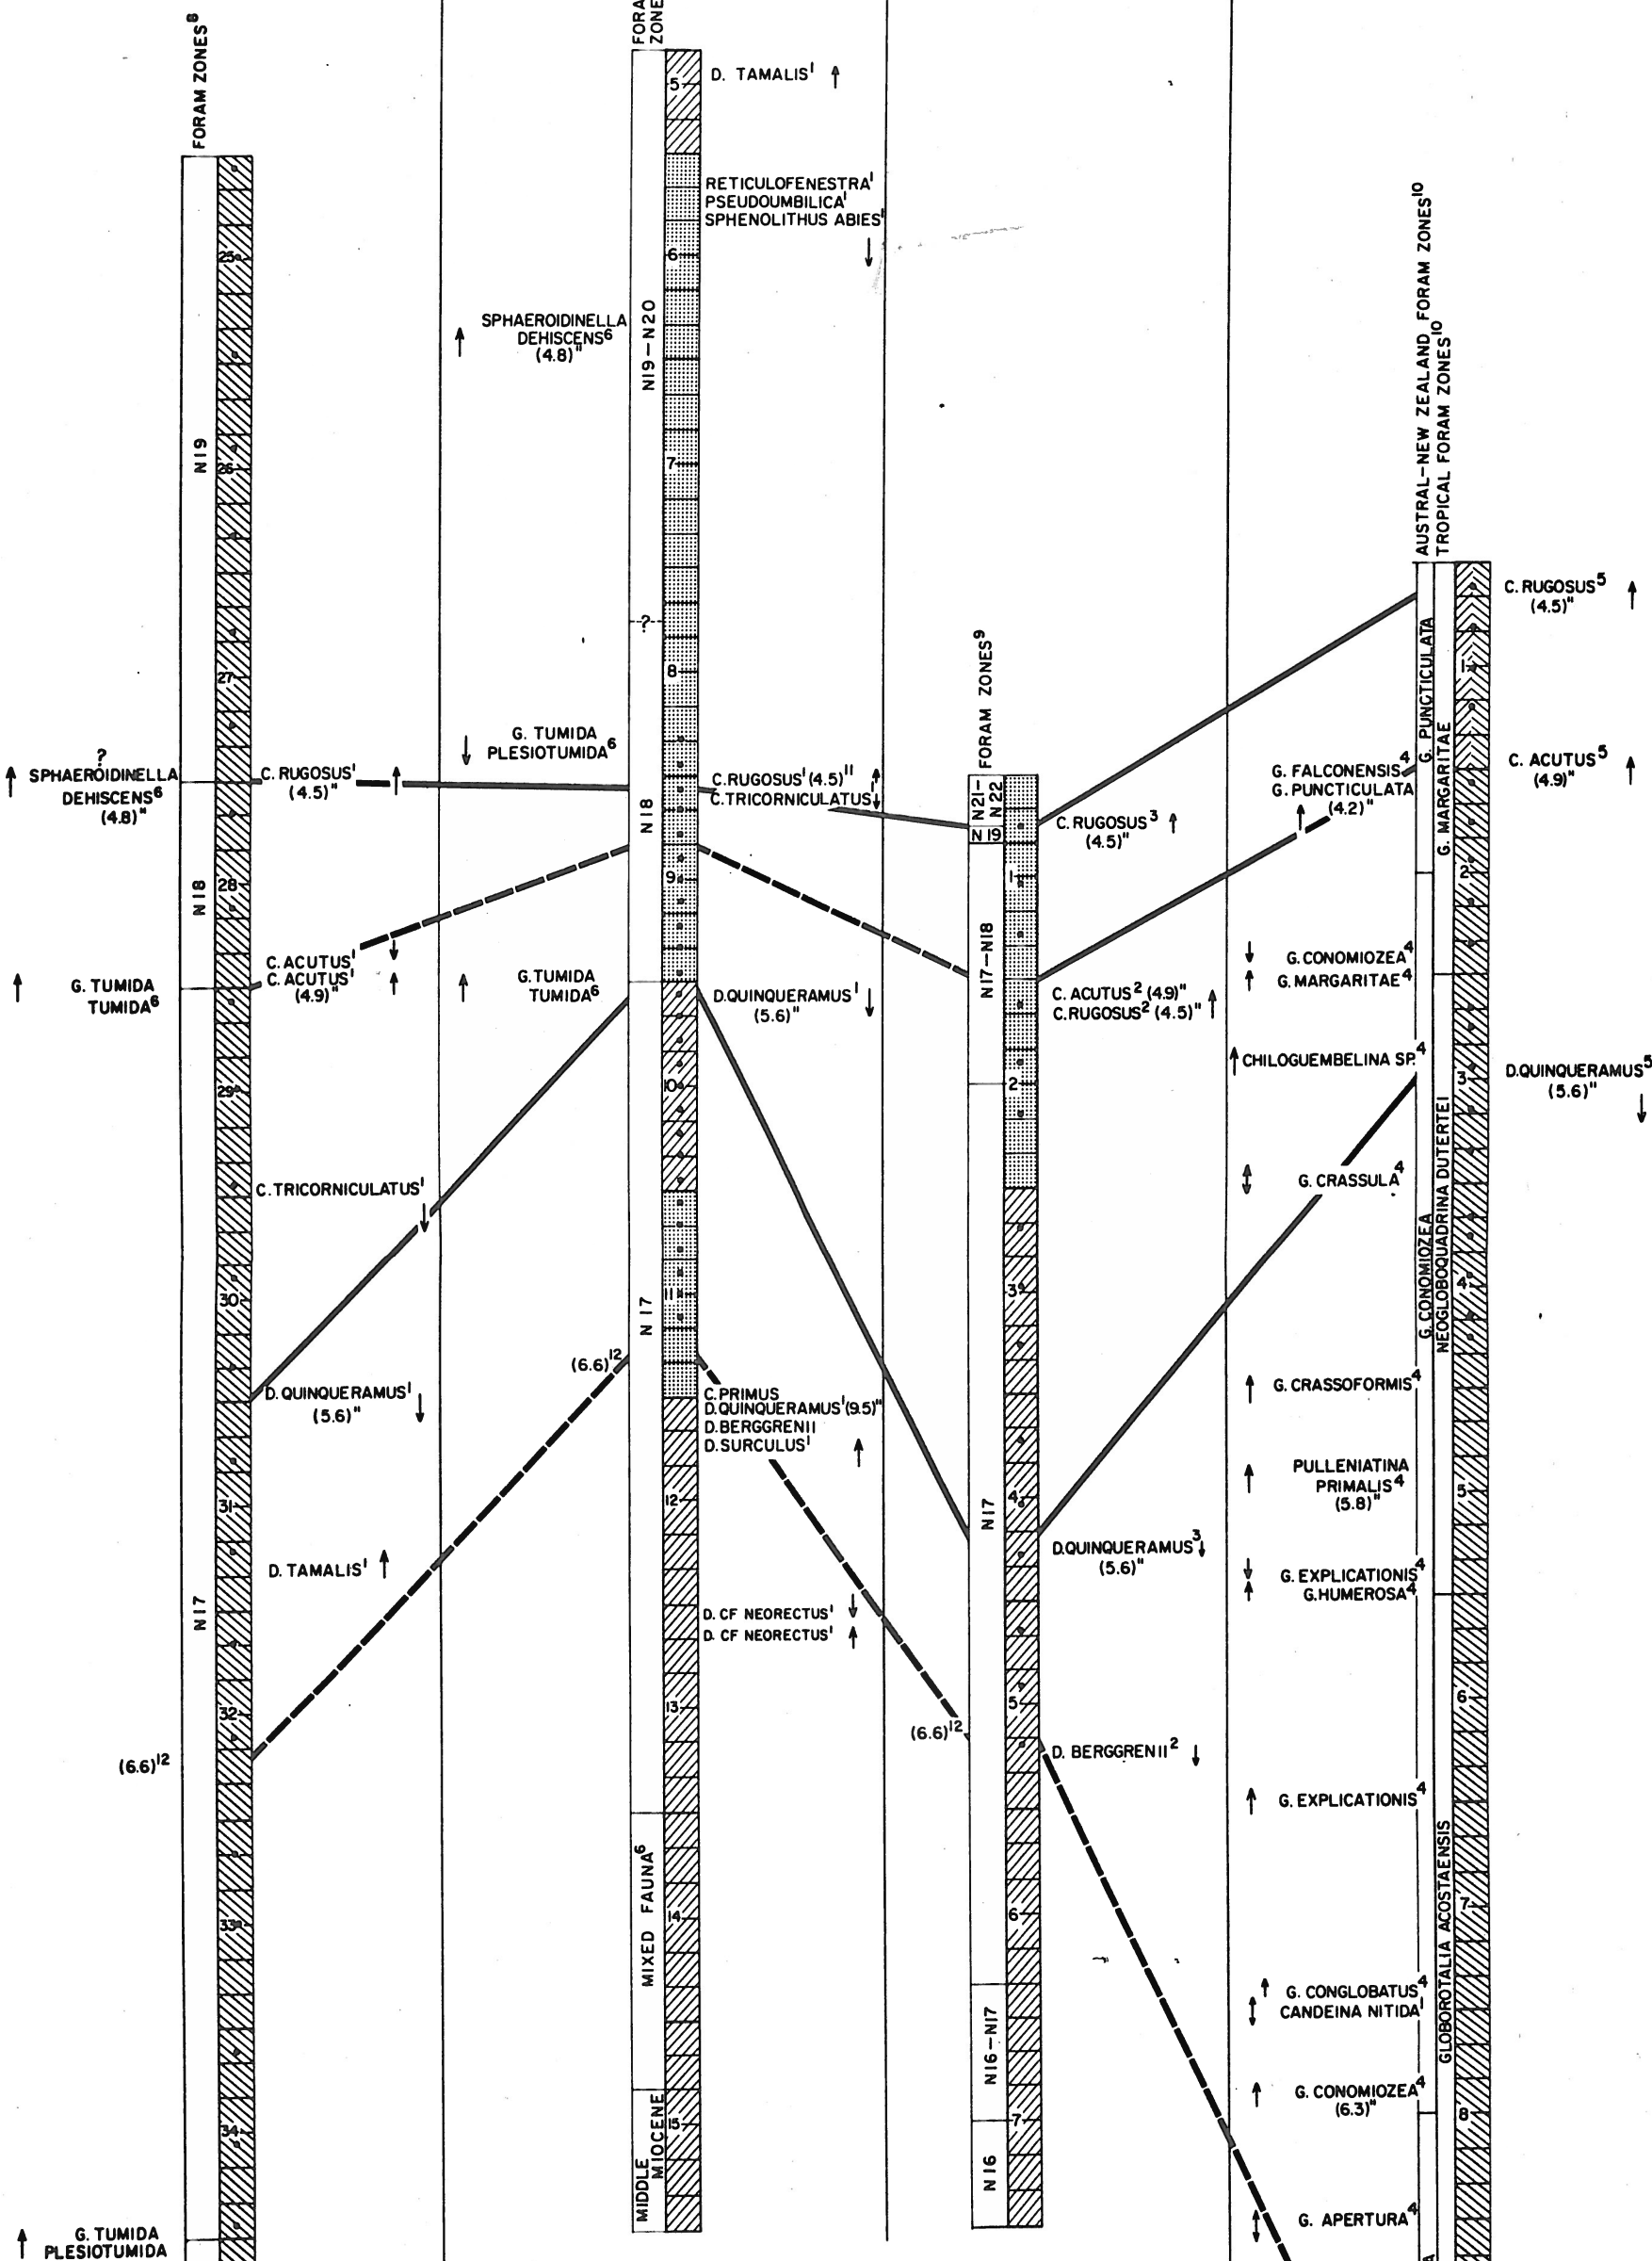 FORAM ZONES8
N19
N18
N17
25
26
27
28
29
30
31
32
33
34
?
SPHAEROIDINELLA
DEHISCENS6
(4.8)"
G. TUMIDA
TUMIDA6
(6.6)12
G. TUMIDA
PLESIOTUMIDA
C. RUGOSUS1
(4.5)"
C. ACUTUS1
C. ACUTUS1
(4.9)"
C. TRICORNICULATUS1
D. QUINQUERAMUS1
(5.6)"
D. TAMALIS1
SPHAEROIDINELLA
DEHISCENS6
(4.8)"
G. TUMIDA
PLESIOTUMIDA6
G. TUMIDA
TUMIDA6
(6.6)12
FORA
ZONE
N19-N20
-?-
N18
N17
MIXED FAUNA6
MIDDLE
MIOCENE
5
6
7
8
9
10
11
12
13
14
15
D. TAMALIS1
RETICULOFENESTRA1
PSEUDOUMBILICA1
SPHENOLITHUS ABIES1
C. RUGOSUS1 (4.5)11
C. TRICORNICULATUS1
D. QUINQUERAMUS1
(5.6)"
C. PRIMUS
D. QUINQUERAMUS1 (9.5)"
D. BERGGRENII
D. SURCULUS1
D. CF NEORECTUS1
D. CF NEORECTUS1
(6.6)12
FORAM ZONES9
N21-
N22
N19
N17-N18
N17
N16-N17
N16
1
2
3
4
5
6
7
C. RUGOSUS3
(4.5)"
C. ACUTUS2 (4.9)"
C. RUGOSUS2 (4.5)"
D. QUINQUERAMUS3
(5.6)"
D. BERGGRENII2
G. FALCONENSIS4
G. PUNCTICULATA
(4.2)"
G. CONOMIOZEA4
G. MARGARITAE4
CHILOGUEMBELINA SP.4
G. CRASSULA4
G. CRASSOFORMIS4
PULLENIATINA
PRIMALIS4
(5.8)"
G. EXPLICATIONIS4
G. HUMEROSA4
G. EXPLICATIONIS4
G. CONGLOBATUS4
CANDEINA NITIDA1
G. CONOMIOZEA4
(6.3)"
G. APERTURA4
AUSTRAL-NEW ZEALAND FORAM ZONES10
TROPICAL FORAM ZONES10
G. PUNCTICULATA
G. MARGARITAE
G. CONOMIOZEA
NEOGLOBOQUADRINA DUTERTEI
GLOBOROTALIA ACOSTAENSIS
1
2
3
4
5
6
7
8
C. RUGOSUS5
(4.5)"
C. ACUTUS5
(4.9)"
D. QUINQUERAMUS5
(5.6)"